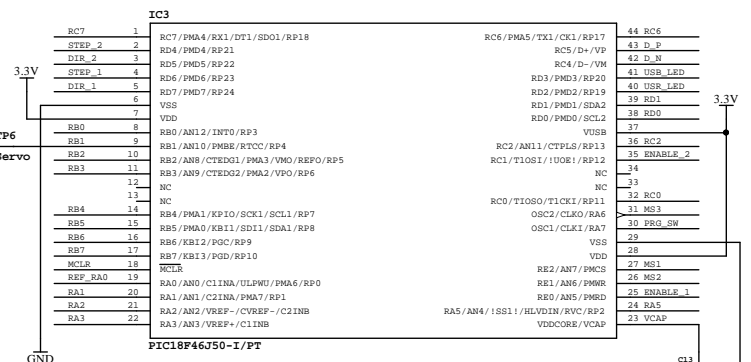 IC3
RC7 1 RC7/PMA4/RX1/DT1/SDO1/RP18 RC6/PMA5/TX1/CK1/RP17 44 RC6
STEP_2 2 RD4/PMD4/RP21 RC5/D+/VP 43 D_P
DIR_2 3 RD5/PMD5/RP22 RC4/D-/VM 42 D_N
3.3V STEP_1 4 RD6/PMD6/RP23 RD3/PMD3/RP20 41 USB_LED
DIR_1 5 RD7/PMD7/RP24 RD2/PMD2/RP19 40 USR_LED
6 VSS RD1/PMD1/SDA2 39 RD1 3.3V
7 VDD RD0/PMD0/SCL2 38 RD0
RB0 8 RB0/AN12/INT0/RP3 VUSB 37
TP6 RB1 9 RB1/AN10/PMBE/RTCC/RP4 RC2/AN11/CTPLS/RP13 36 RC2
Servo RB2 10 RB2/AN8/CTEDG1/PMA3/VMO/REFO/RP5 RC1/T1OSI/!UOE!/RP12 35 ENABLE_2
RB3 11 RB3/AN9/CTEDG2/PMA2/VPO/RP6 NC 34
12 NC NC 33
13 NC RC0/TIOSO/T1CKI/RP11 32 RC0
RB4 14 RB4/PMA1/KPIO/SCK1/SCL1/RP7 OSC2/CLKO/RA6 31 MS3
RB5 15 RB5/PMA0/KBI1/SDI1/SDA1/RP8 OSC1/CLKI/RA7 30 PRG_SW
RB6 16 RB6/KBI2/PGC/RP9 VSS 29
RB7 17 RB7/KBI3/PGD/RP10 VDD 28
MCLR 18 MCLR RE2/AN7/PMCS 27 MS1
REF_RA0 19 RA0/AN0/C1INA/ULPWU/PMA6/RP0 RE1/AN6/PMWR 26 MS2
RA1 20 RA1/AN1/C2INA/PMA7/RP1 RE0/AN5/PMRD 25 ENABLE_1
RA2 21 RA2/AN2/VREF-/CVREF-/C2INB RA5/AN4/!SS1!/HLVDIN/RVC/RP2 24 RA5
RA3 22 RA3/AN3/VREF+/C1INB VDDCORE/VCAP 23 VCAP
PIC18F46J50-I/PT
GND C13